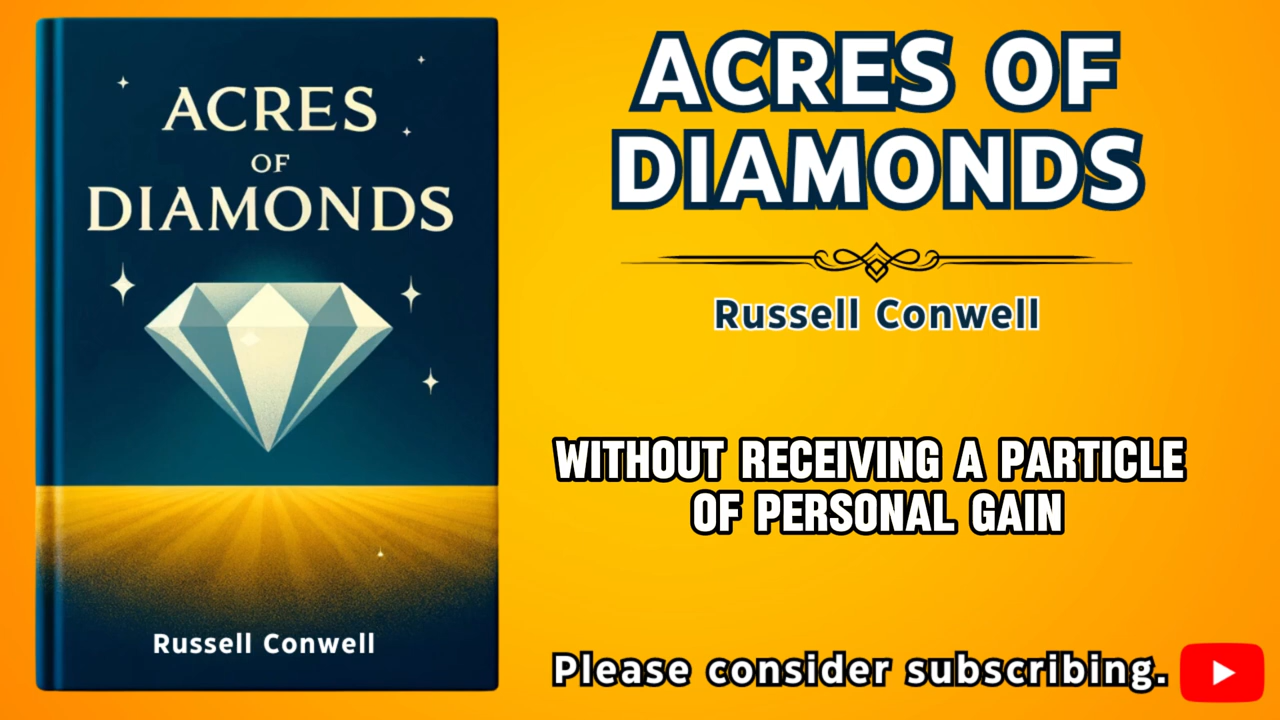 ACRES
OF
DIAMONDS
Russell Conwell
ACRES OF
DIAMONDS
Russell Conwell
WITHOUT RECEIVING A PARTICLE
OF PERSONAL GAIN
Please consider subscribing.